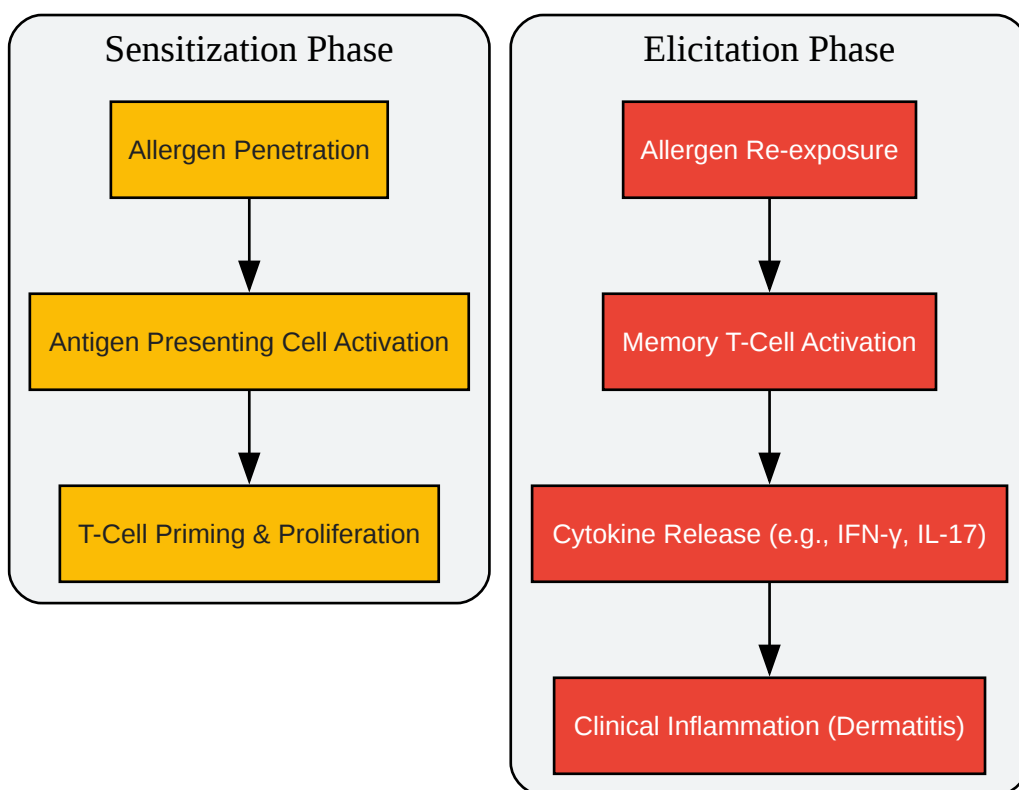 Sensitization Phase
Allergen Penetration
Antigen Presenting Cell Activation
T-Cell Priming & Proliferation
Elicitation Phase
Allergen Re-exposure
Memory T-Cell Activation
Cytokine Release (e.g., IFN-γ, IL-17)
Clinical Inflammation (Dermatitis)